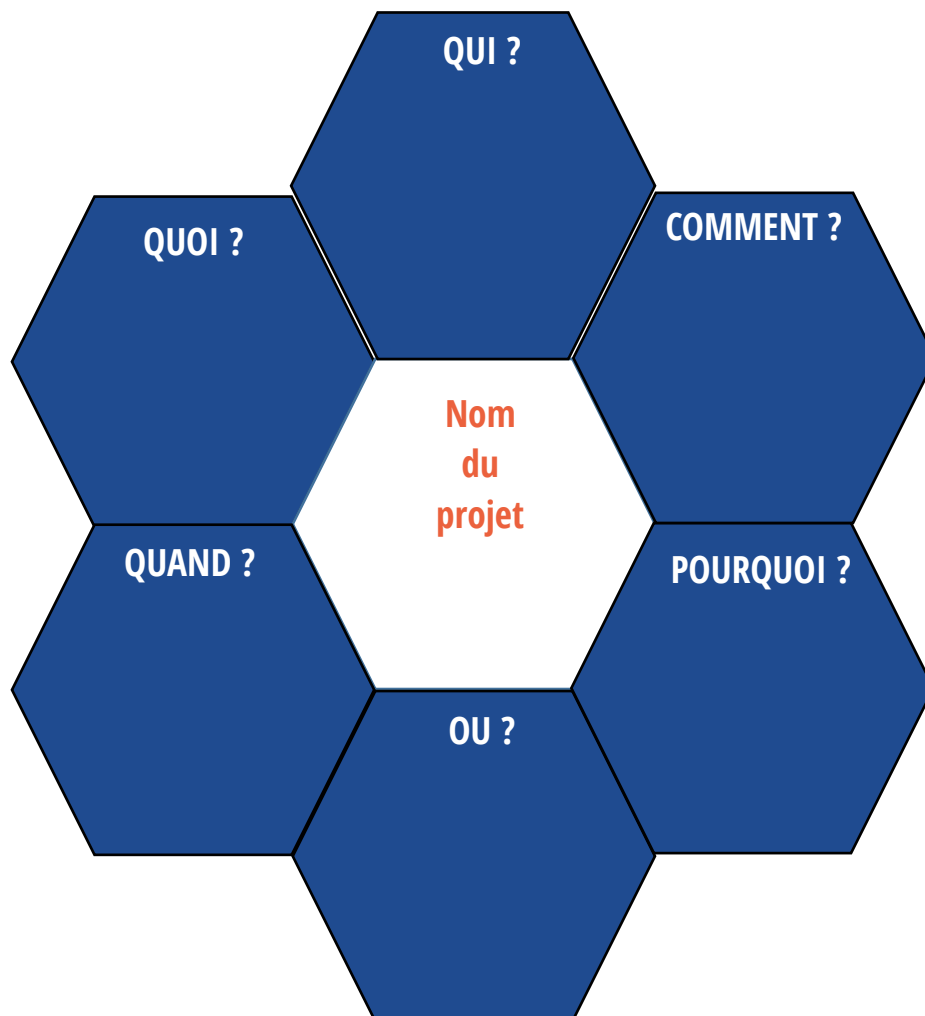 QUI ?
COMMENT ?
QUOI ?
Nom
du
projet
QUAND ?
POURQUOI ?
OU ?